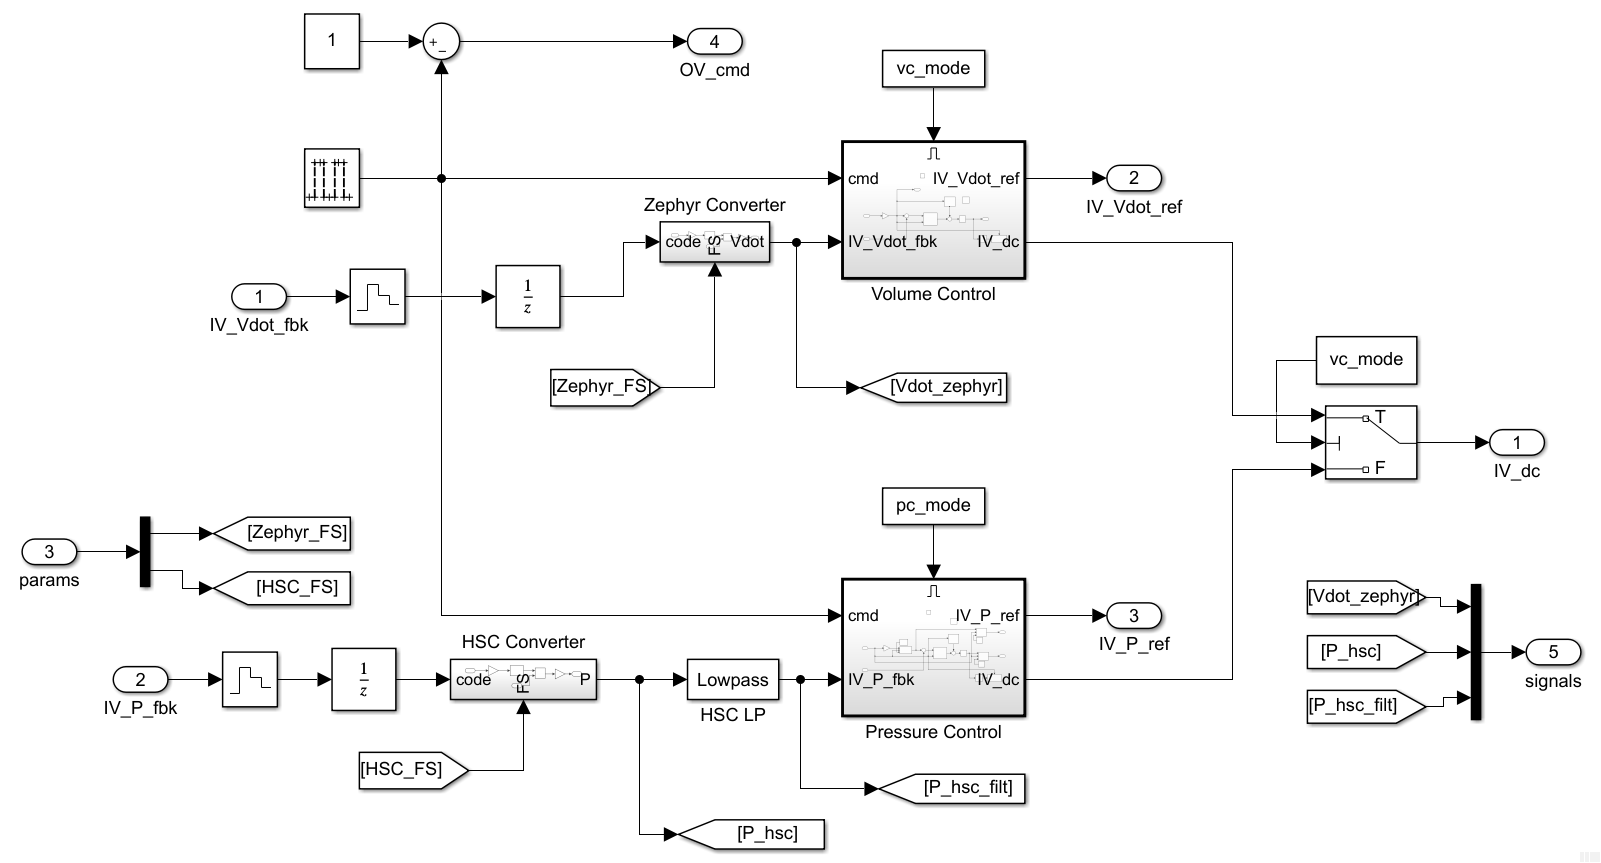 1
+
−
4
OV_cmd
vc_mode
cmd
IV_Vdot_ref
2
IV_Vdot_ref
Zephyr Converter
code
FS
Vdot
IV_Vdot_fbk
IV_dc
Volume Control
1
IV_Vdot_fbk
1
z
vc_mode
[Zephyr_FS]
[Vdot_zephyr]
T
F
1
IV_dc
pc_mode
3
params
[Zephyr_FS]
[HSC_FS]
cmd
IV_P_ref
3
IV_P_ref
[Vdot_zephyr]
[P_hsc]
[P_hsc_filt]
5
signals
HSC Converter
2
IV_P_fbk
1
z
code
FS
P
Lowpass
HSC LP
IV_P_fbk
IV_dc
Pressure Control
[HSC_FS]
[P_hsc_filt]
[P_hsc]